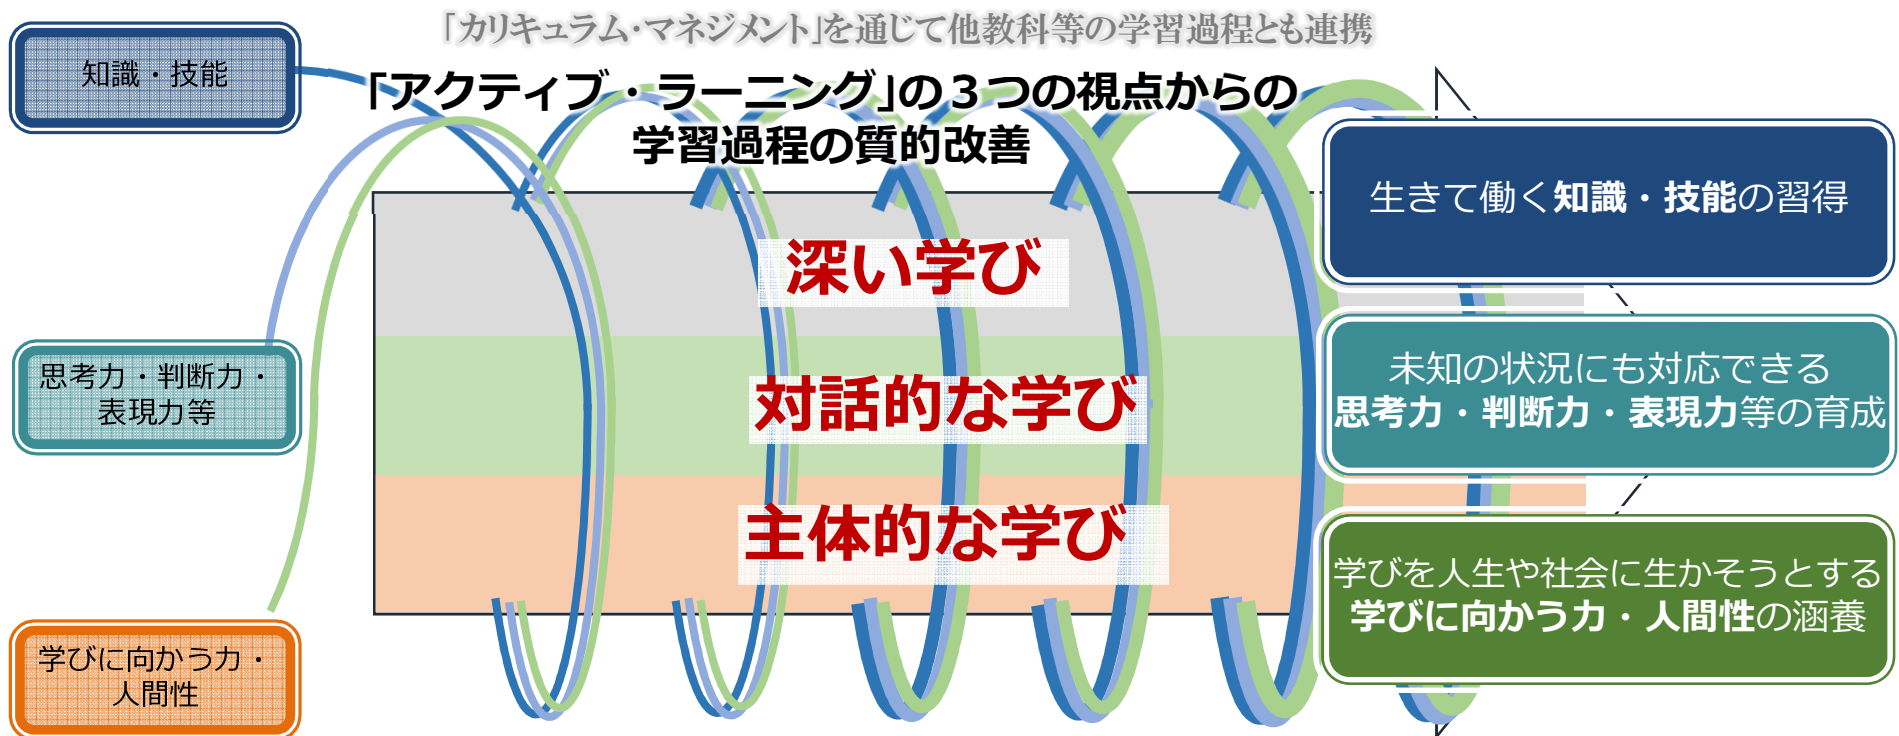 「カリキュラム・マネジメント」を通じて他教科等の学習過程とも連携
「アクティブ・ラーニング」の３つの視点からの
学習過程の質的改善
知識・技能
思考力・判断力・
表現力等
学びに向かう力・
人間性
深い学び
対話的な学び
主体的な学び
生きて働く知識・技能の習得
未知の状況にも対応できる
思考力・判断力・表現力等の育成
学びを人生や社会に生かそうとする
学びに向かう力・人間性の涵養